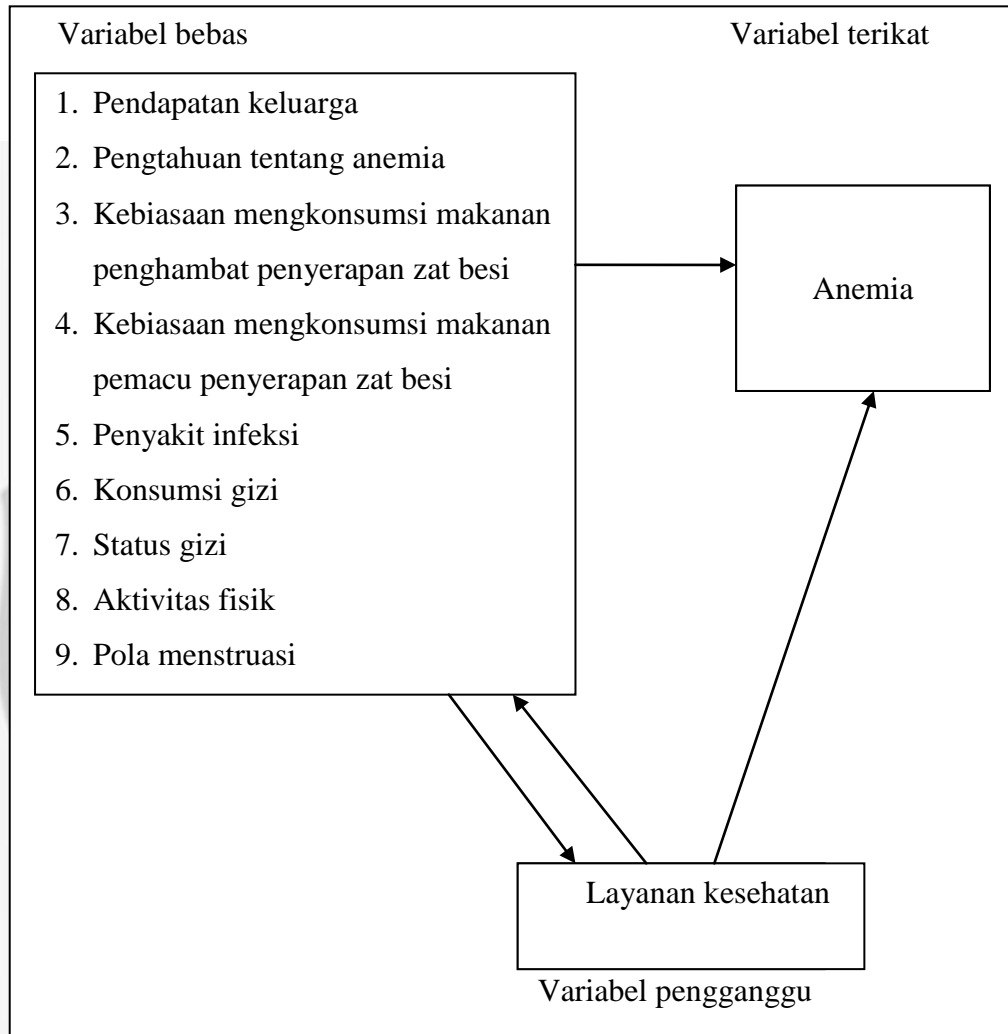 Variabel bebas
Variabel terikat
1. Pendapatan keluarga
2. Pengtahuan tentang anemia
3. Kebiasaan mengkonsumsi makanan
penghambat penyerapan zat besi
4. Kebiasaan mengkonsumsi makanan
pemacu penyerapan zat besi
5. Penyakit infeksi
6. Konsumsi gizi
7. Status gizi
8. Aktivitas fisik
9. Pola menstruasi
Anemia
Layanan kesehatan
Variabel pengganggu